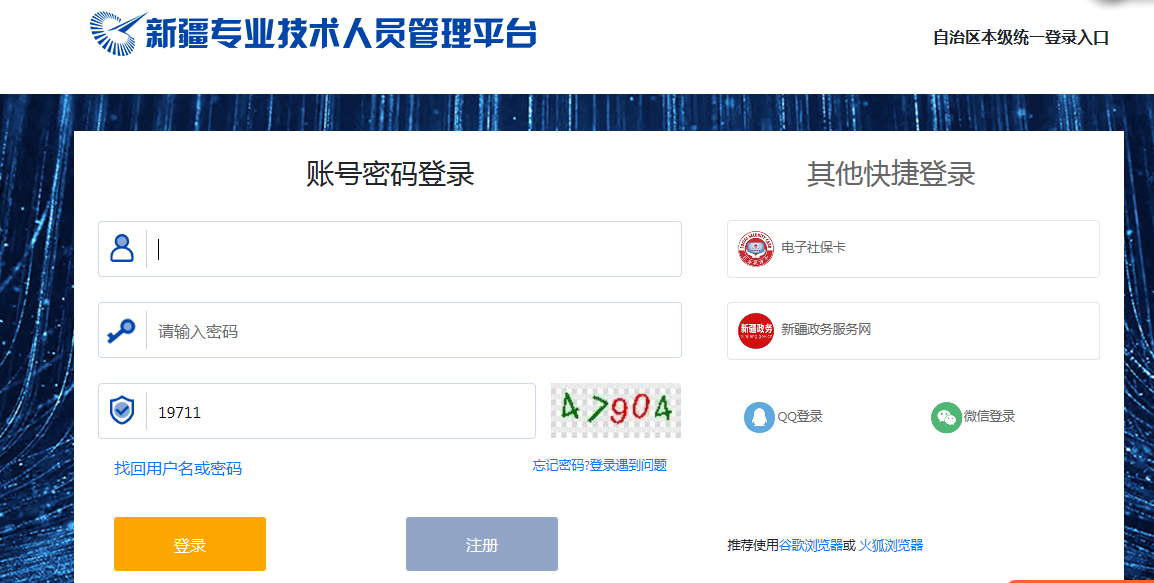 新疆专业技术人员管理平台
自治区本级统一登录入口
账号密码登录
其他快捷登录
电子社保卡
请输入密码
新疆政务
新疆政务服务网
19711
47904
QQ登录
微信登录
找回用户名或密码
忘记密码?登录遇到问题
登录
注册
推荐使用谷歌浏览器或 火狐浏览器